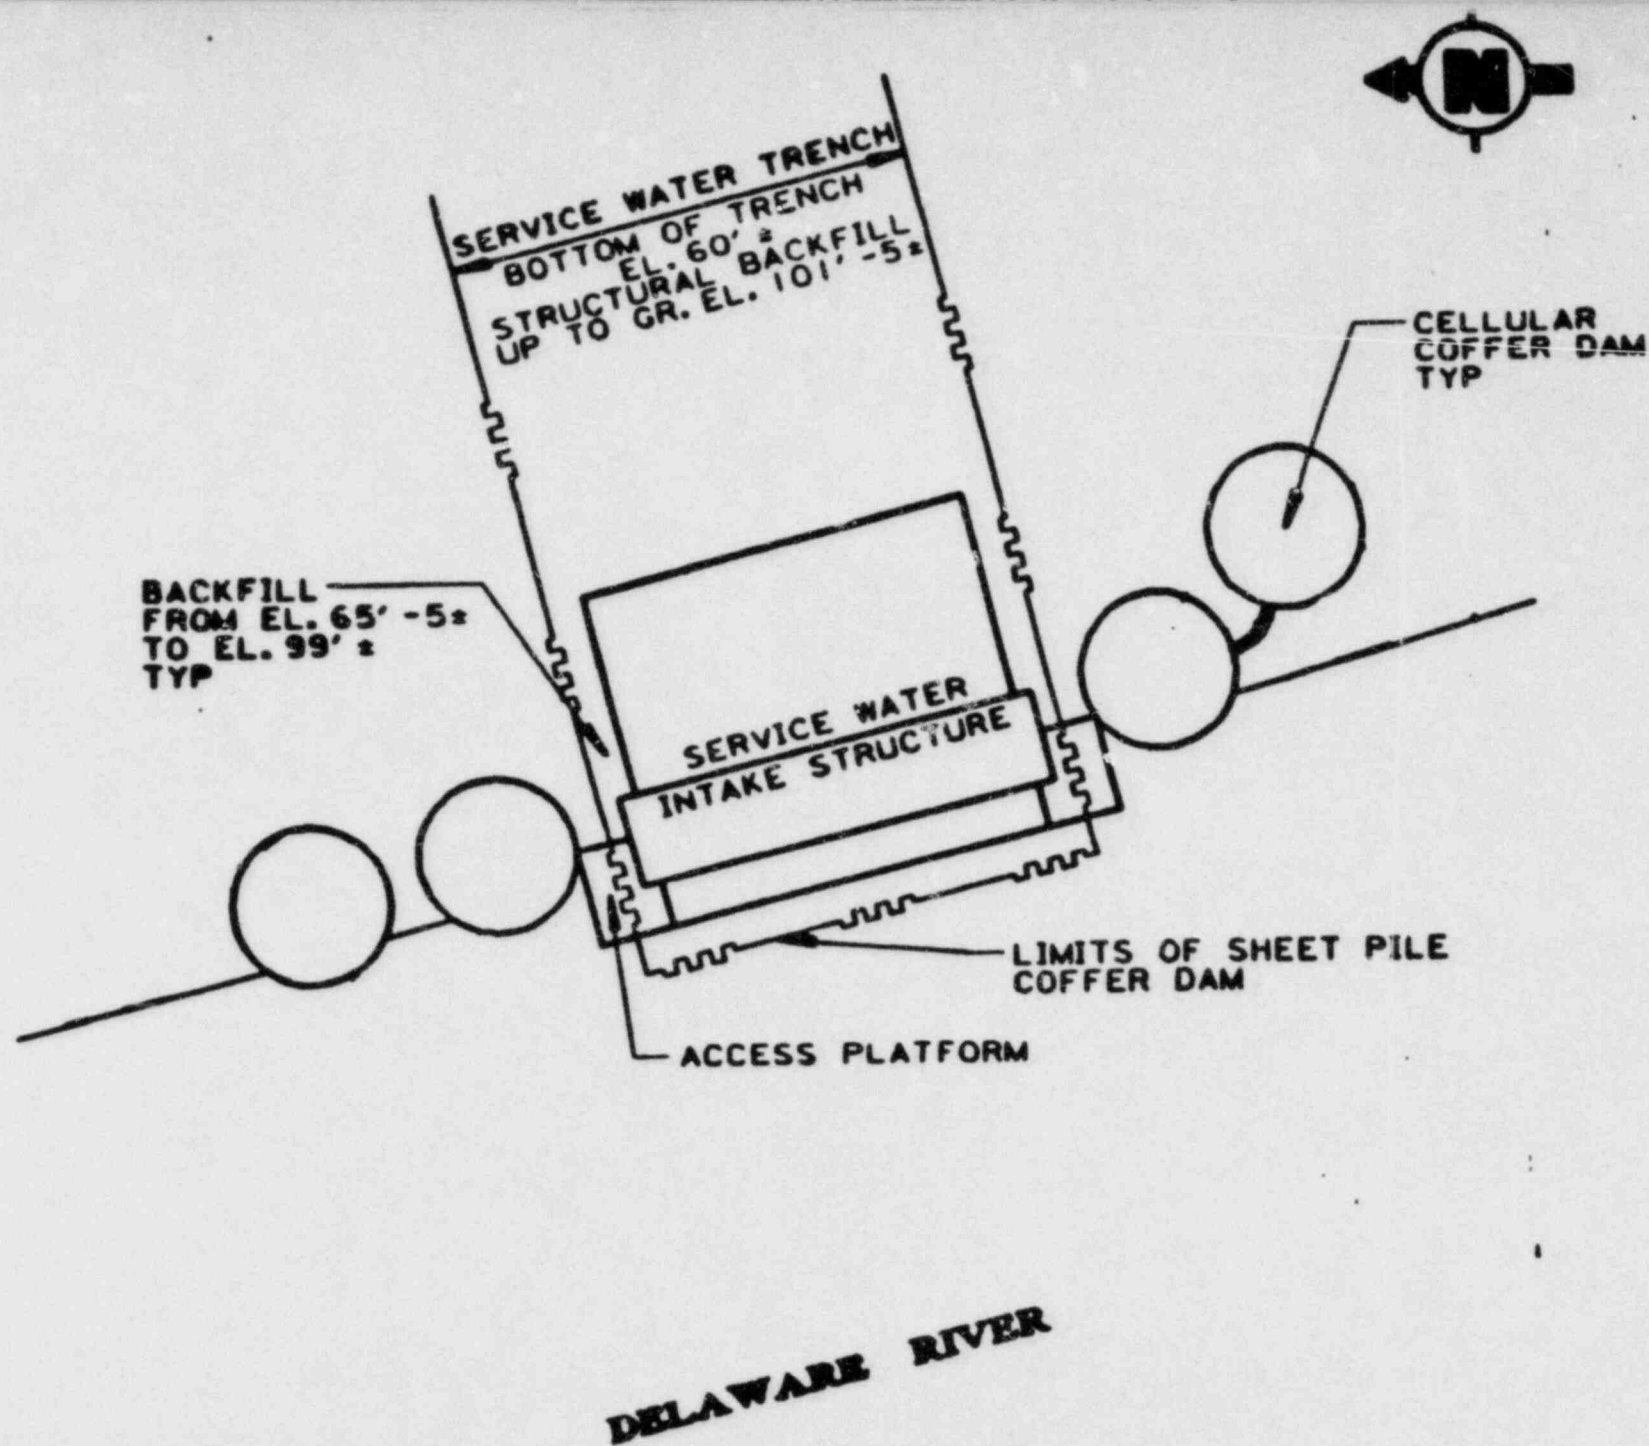 N
SERVICE WATER TRENCH
BOTTOM OF TRENCH
EL. 60' ±
STRUCTURAL BACKFILL
UP TO GR. EL. 101' -5±
CELLULAR
COFFER DAM
TYP
BACKFILL
FROM EL. 65' -5±
TO EL. 99' ±
TYP
SERVICE WATER
INTAKE STRUCTURE
LIMITS OF SHEET PILE
COFFER DAM
ACCESS PLATFORM
DELAWARE RIVER